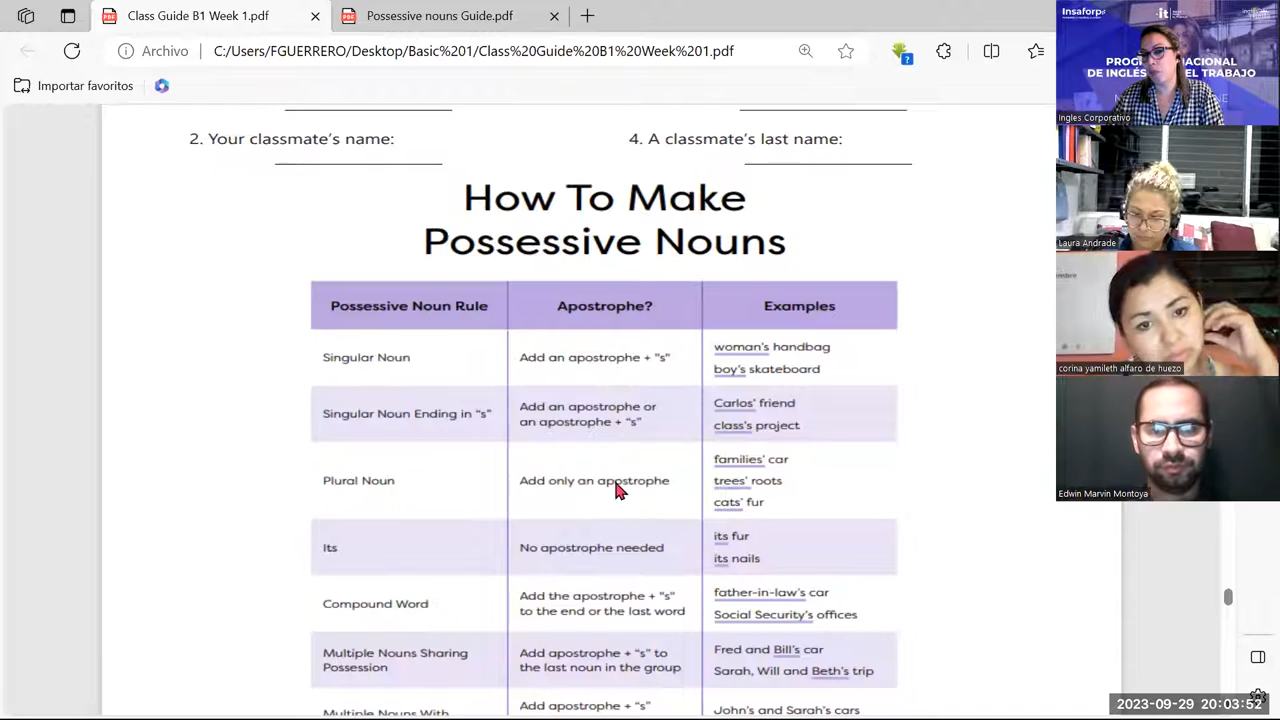 Class Guide B1 Week 1.pdf
Archivo
C:/Users/FGUERRERO/Desktop/Basic%201/Class%20Guide%20B1%20Week%201.pdf
Importar favoritos
2. Your classmate's name:
4. A classmate's last name:
How To Make
Possessive Nouns
Possessive Noun Rule Apostrophe? Examples
Singular Noun Add an apostrophe + "s" woman's handbag
boy's skateboard
Singular Noun Ending in "s" Add an apostrophe or
an apostrophe + "s" Carlos' friend
class's project
Plural Noun Add only an apostrophe families' car
trees' roots
cats' fur
Its No apostrophe needed its fur
its nails
Compound Word Add the apostrophe + "s"
to the end or the last word father-in-law's car
Social Security's offices
Multiple Nouns Sharing
Possession Add apostrophe + "s" to
the last noun in the group Fred and Bill's car
Sarah, Will and Beth's trip
Multiple Nouns With Add apostrophe + "s" John's and Sarah's cars
Insaforp
Ingles Corporativo
Laura Andrade
corina yamileth alfaro de huezo
Edwin Marvin Montoya
2023-09-29 20:03:52